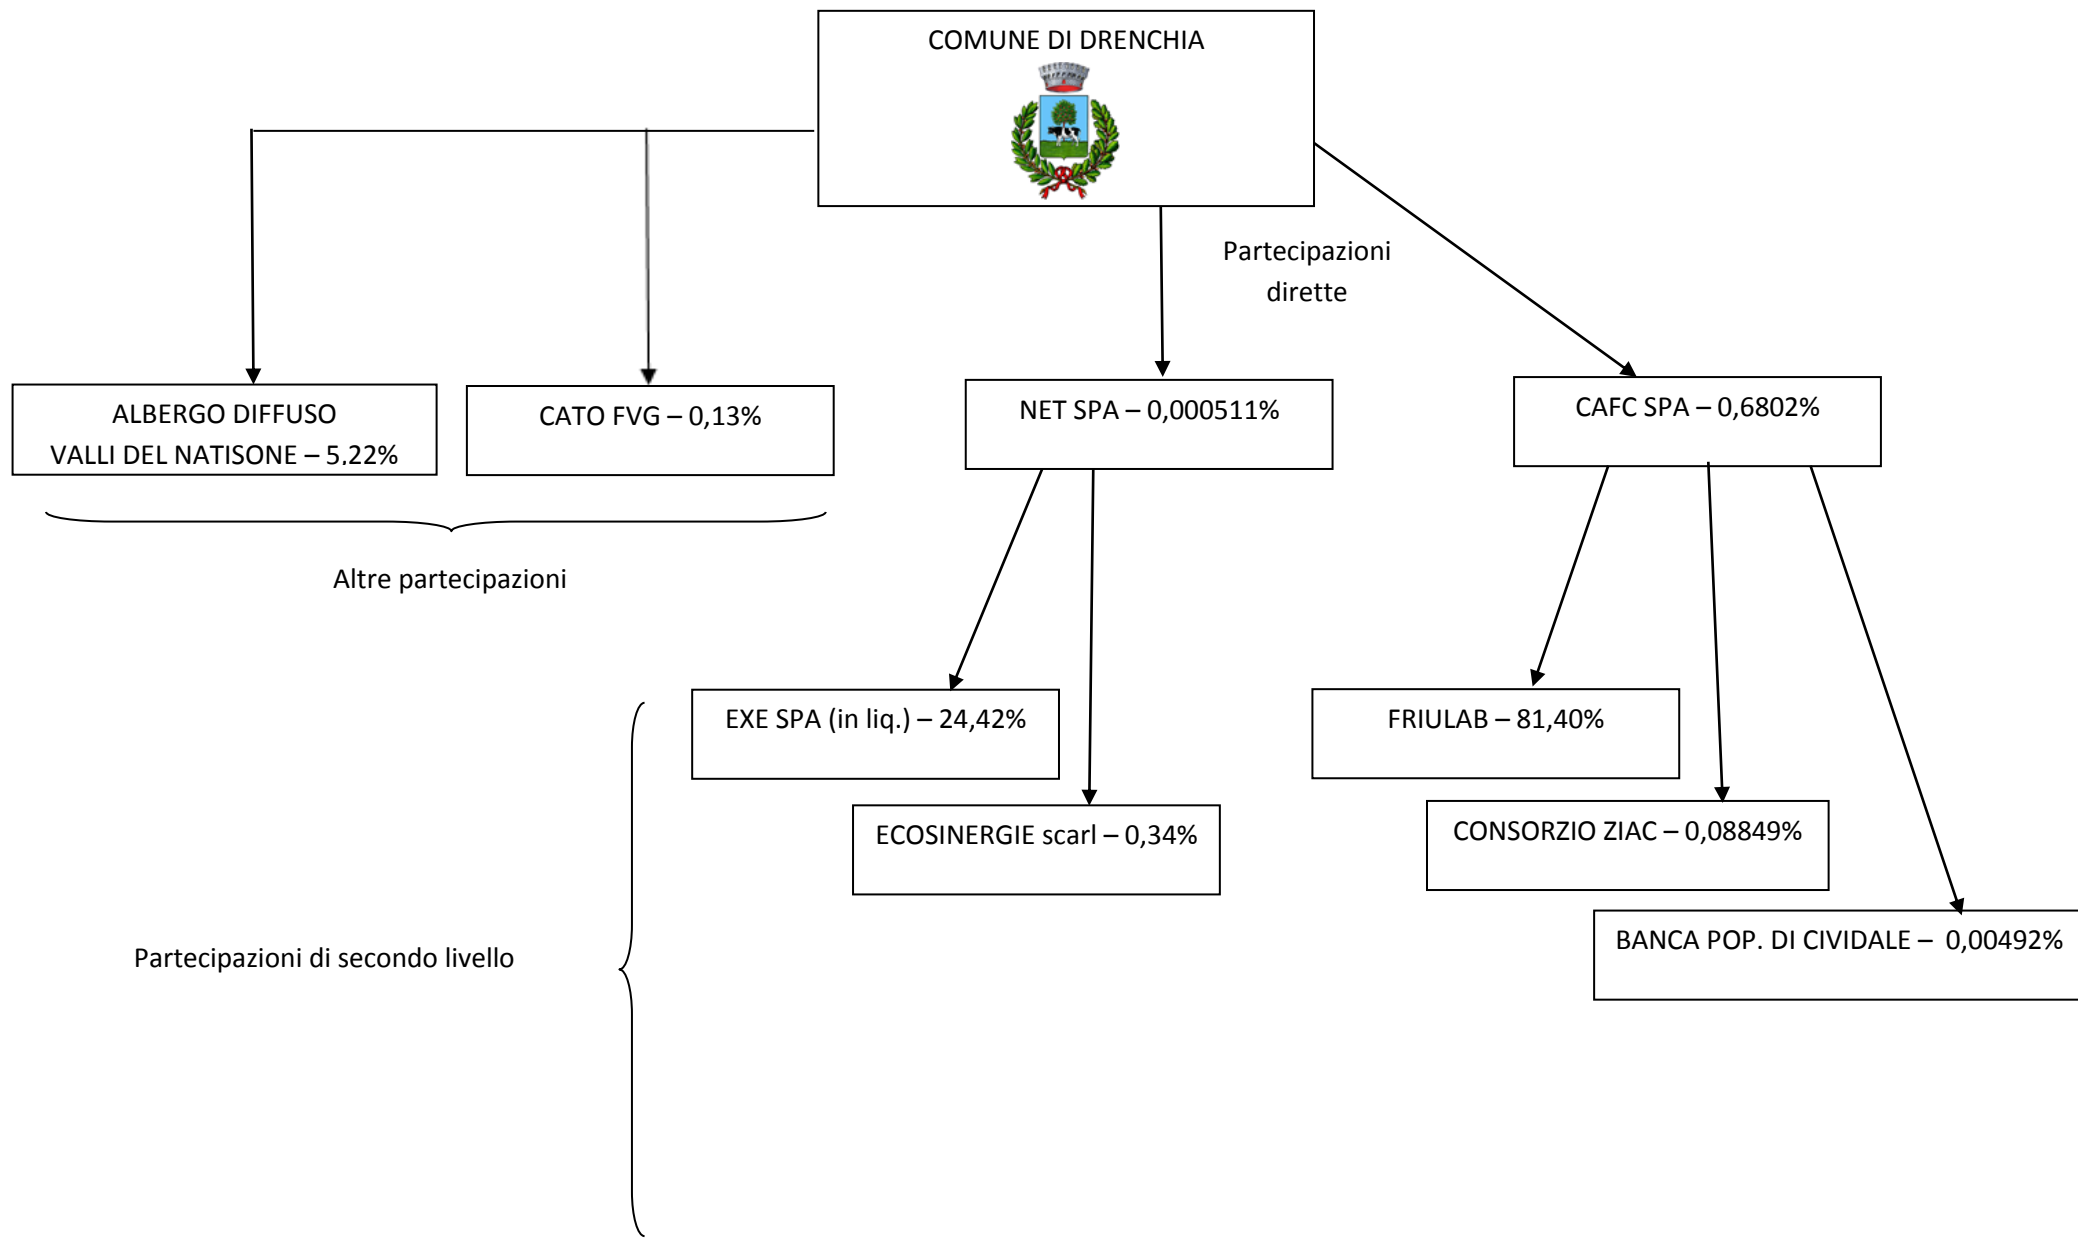 COMUNE DI DRENCHIA
Partecipazioni
dirette
ALBERGO DIFFUSO
VALLI DEL NATISONE – 5,22%
CATO FVG – 0,13%
NET SPA – 0,000511%
CAFC SPA – 0,6802%
Altre partecipazioni
EXE SPA (in liq.) – 24,42%
FRIULAB – 81,40%
ECOSINERGIE scarl – 0,34%
CONSORZIO ZIAC – 0,08849%
BANCA POP. DI CIVIDALE –  0,00492%
Partecipazioni di secondo livello